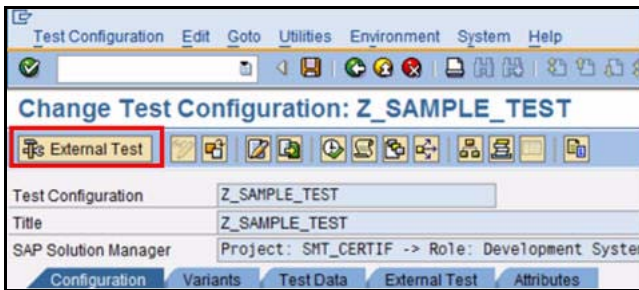 Test Configuration Edit Goto Utilities Environment System Help
Change Test Configuration: Z_SAMPLE_TEST
External Test
Test Configuration Z_SAMPLE_TEST
Title Z_SAMPLE_TEST
SAP Solution Manager Project: SMT_CERTIF -> Role: Development System
Configuration Variants Test Data External Test Attributes